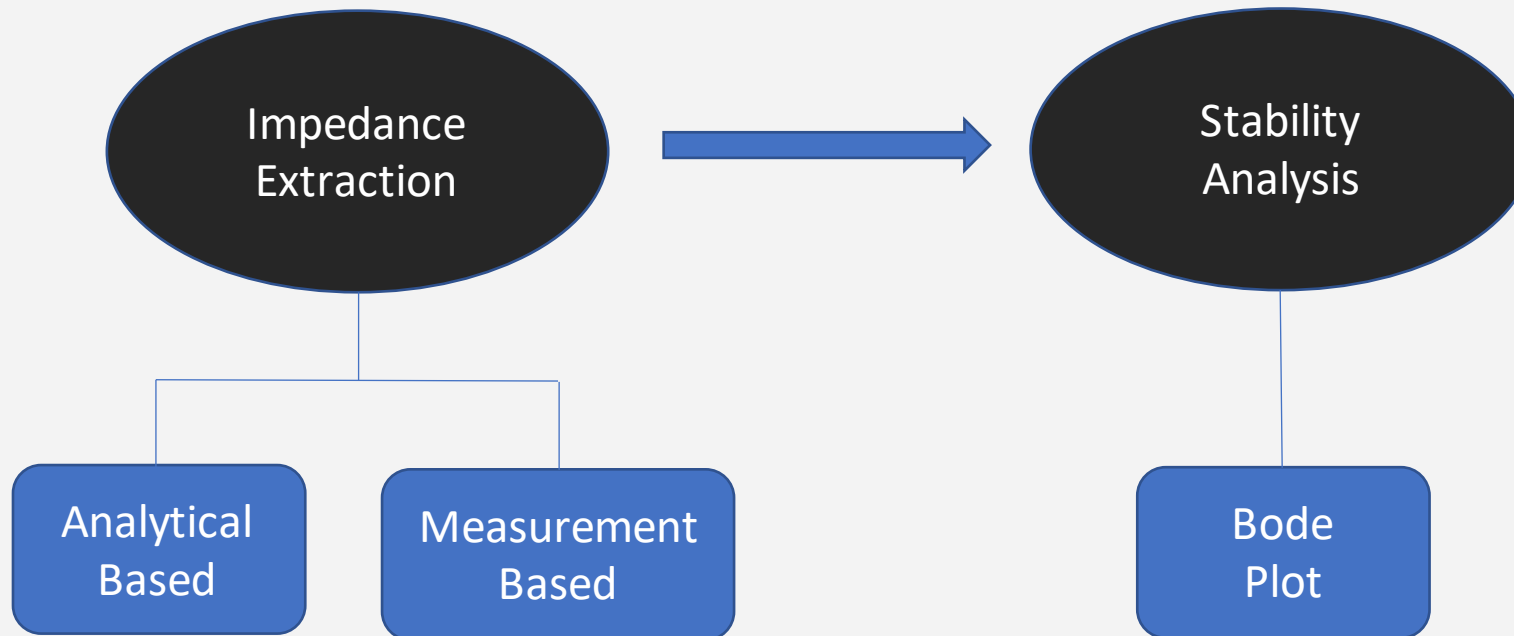 Impedance
Extraction
Stability
Analysis
Analytical
Based
Measurement
Based
Bode
Plot